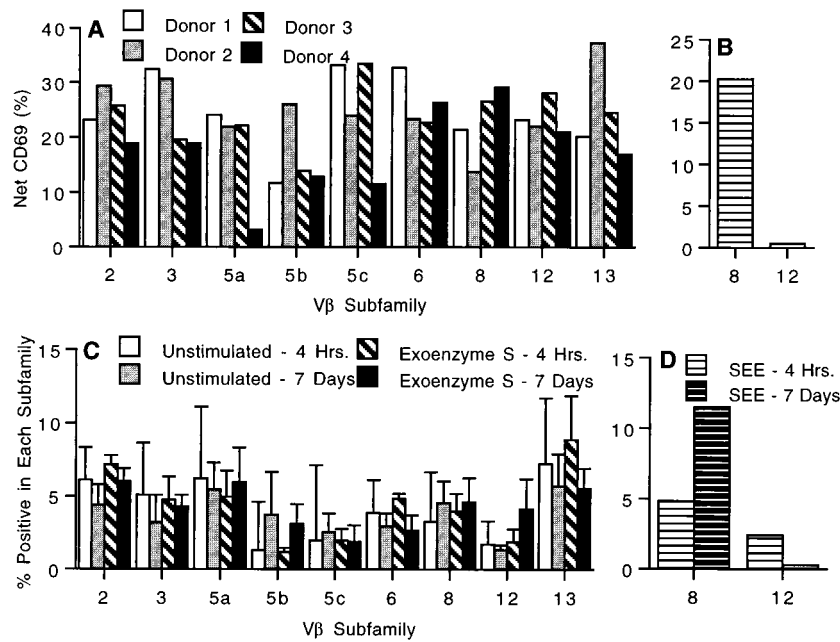 A
Donor 1
Donor 3
Donor 2
Donor 4
Net CD69 (%)
40
30
20
10
0
2 3 5a 5b 5c 6 8 12 13
Vβ Subfamily
B
25
20
15
10
5
0
8 12
C
Unstimulated - 4 Hrs.
Exoenzyme S - 4 Hrs.
Unstimulated - 7 Days
Exoenzyme S - 7 Days
% Positive in Each Subfamily
15
10
5
0
2 3 5a 5b 5c 6 8 12 13
Vβ Subfamily
D
SEE - 4 Hrs.
SEE - 7 Days
15
10
5
0
8 12